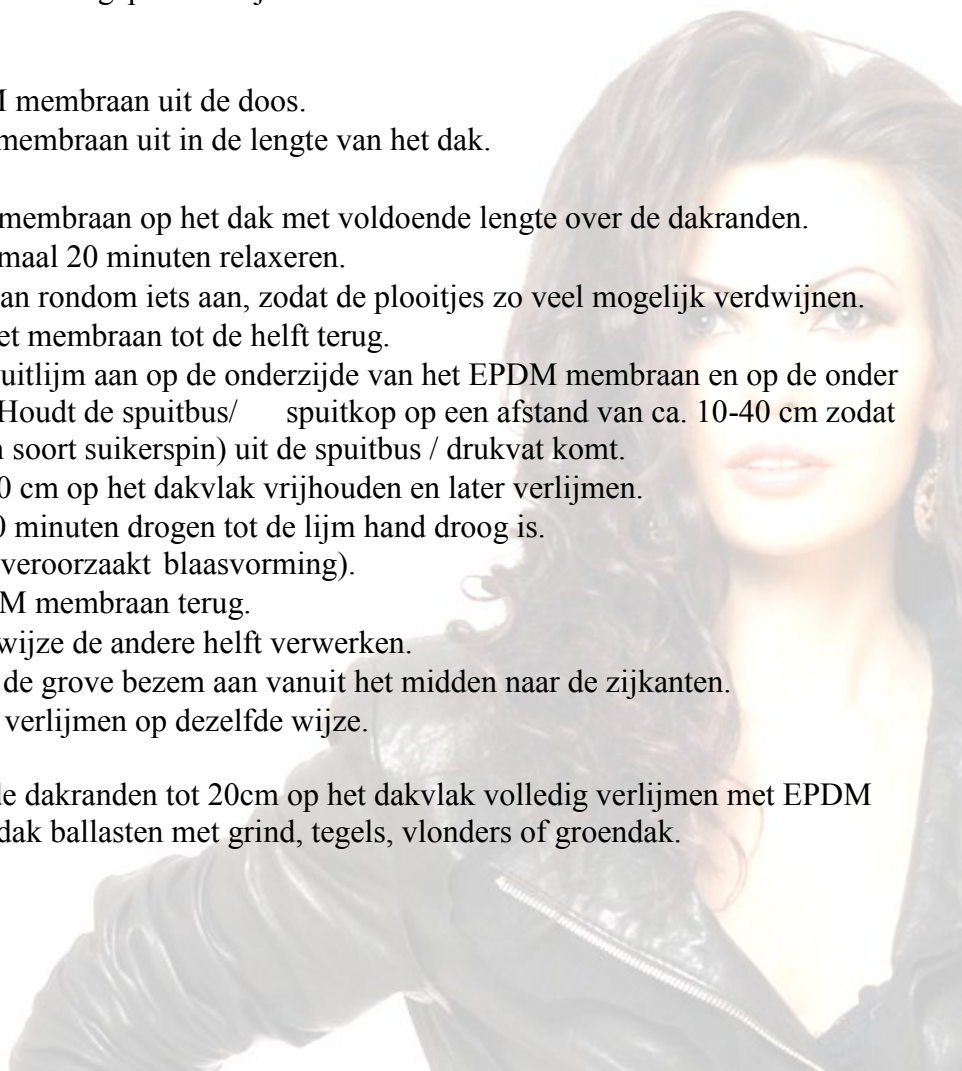 M membraan uit de doos.
membraan uit in de lengte van het dak.
membraan op het dak met voldoende lengte over de dakranden.
maal 20 minuten relaxeren.
an rondom iets aan, zodat de plooitjes zo veel mogelijk verdwijnen.
et membraan tot de helft terug.
uitlijm aan op de onderzijde van het EPDM membraan en op de onder
Houdt de spuitbus/ spuitkop op een afstand van ca. 10-40 cm zodat
n soort suikerspin) uit de spuitbus / drukvat komt.
0 cm op het dakvlak vrijhouden en later verlijmen.
0 minuten drogen tot de lijm hand droog is.
veroorzaakt blaasvorming).
DM membraan terug.
wijze de andere helft verwerken.
de grove bezem aan vanuit het midden naar de zijkanten.
verlijmen op dezelfde wijze.
de dakranden tot 20cm op het dakvlak volledig verlijmen met EPDM
dak ballasten met grind, tegels, vlonders of groendak.